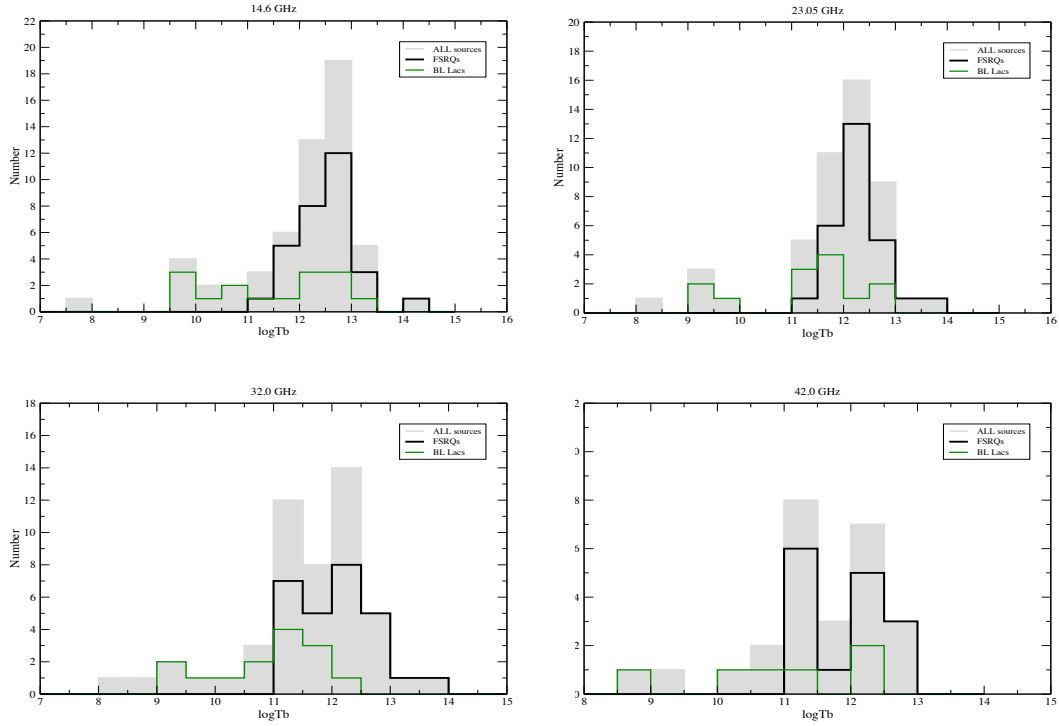 14.6 GHz
22
20
18
16
14
12
10
8
6
4
2
0
Number
ALL sources
FSRQs
BL Lacs
7 8 9 10 11 12 13 14 15 16
logTb
23.05 GHz
20
18
16
14
12
10
8
6
4
2
0
Number
ALL sources
FSRQs
BL Lacs
7 8 9 10 11 12 13 14 15 16
logTb
32.0 GHz
18
16
14
12
10
8
6
4
2
0
Number
ALL sources
FSRQs
BL Lacs
7 8 9 10 11 12 13 14 15
logTb
42.0 GHz
2
0
8
6
4
2
0
ALL sources
FSRQs
BL Lacs
8 9 10 11 12 13 14 15
logTb